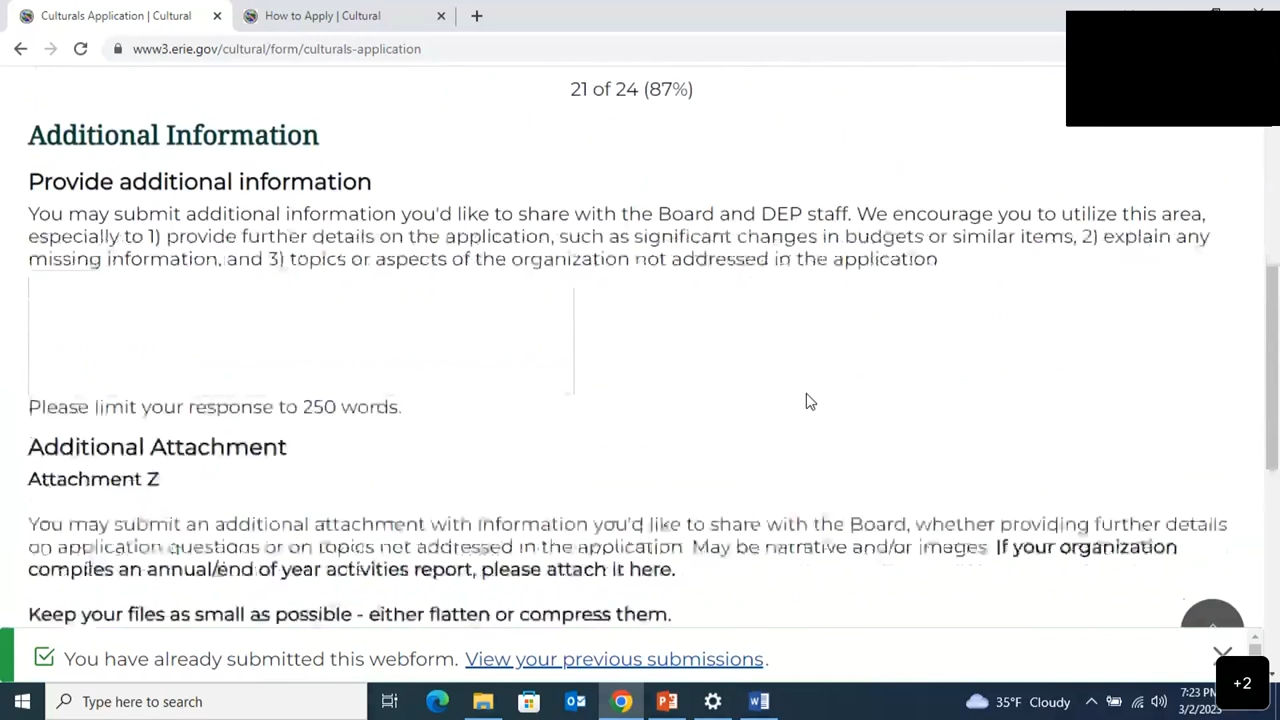 Culturals Application | Cultural
How to Apply | Cultural
www3.erie.gov/cultural/form/culturals-application
21 of 24 (87%)
Additional Information
Provide additional information
You may submit additional information you'd like to share with the Board and DEP staff. We encourage you to utilize this area,
especially to 1) provide further details on the application, such as significant changes in budgets or similar items, 2) explain any
missing information, and 3) topics or aspects of the organization not addressed in the application
Please limit your response to 250 words.
Additional Attachment
Attachment Z
You may submit an additional attachment with information you'd like to share with the Board, whether providing further details
on application questions or on topics not addressed in the application. May be narrative and/or images. If your organization
compiles an annual/end of year activities report, please attach it here.
Keep your files as small as possible - either flatten or compress them.
You have already submitted this webform. View your previous submissions.
Type here to search
35°F Cloudy
7:23 PM
+2